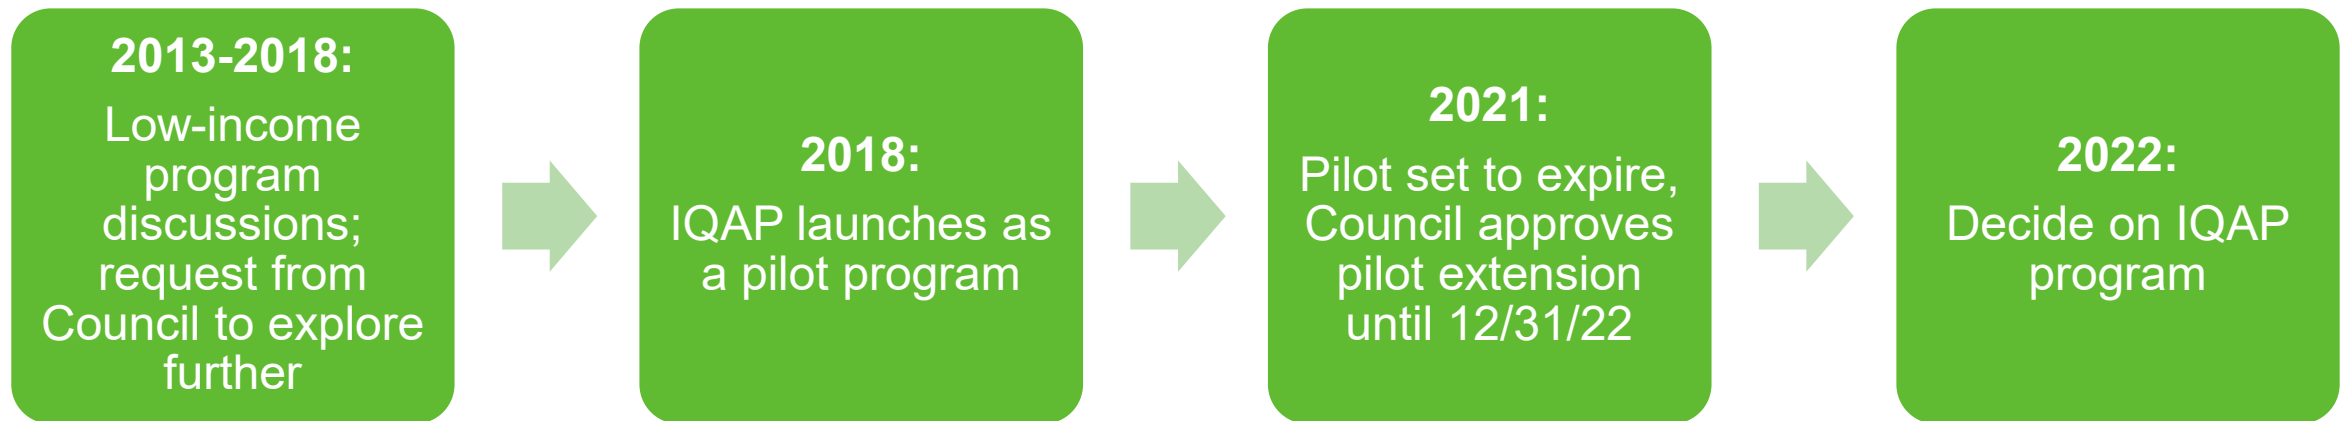 2013-2018:
Low-income
program
discussions;
request from
Council to explore
further
2018:
IQAP launches as
a pilot program
2021:
Pilot set to expire,
Council approves
pilot extension
until 12/31/22
2022:
Decide on IQAP
program